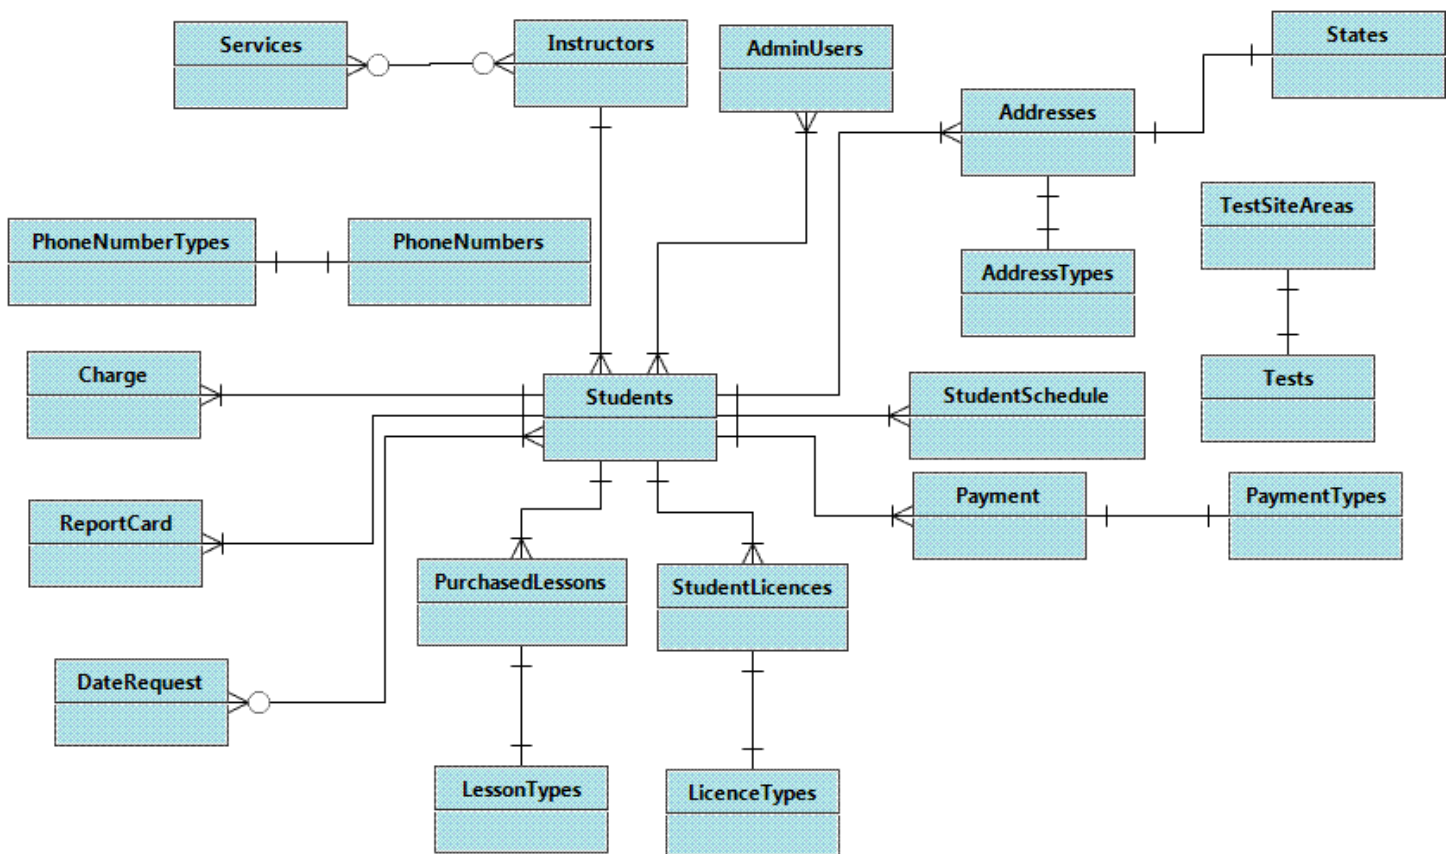 Services
Instructors
AdminUsers
States
Addresses
TestSiteAreas
PhoneNumberTypes
PhoneNumbers
AddressTypes
Charge
Students
StudentSchedule
Tests
ReportCard
Payment
PaymentTypes
PurchasedLessons
StudentLicences
DateRequest
LessonTypes
LicenceTypes